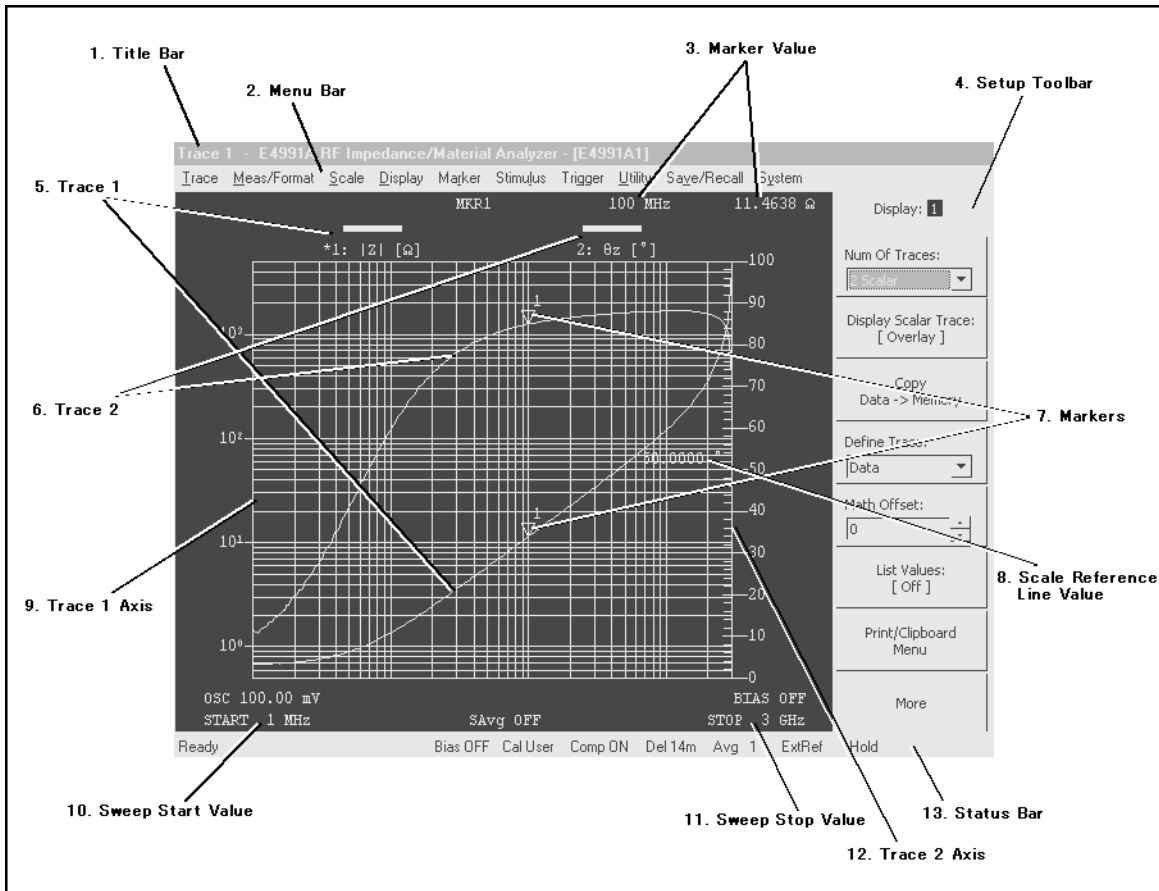 1. Title Bar
2. Menu Bar
3. Marker Value
4. Setup Toolbar
Trace 1 - E4991A RF Impedance/Material Analyzer - [E4991A1]
Trace Meas/Format Scale Display Marker Stimulus Trigger Utility Save/Recall System
5. Trace 1
MKR1 100 MHz 11.4638 Ω
Display: 1
*1: |Z| [Ω] 2: θz [°]
Num Of Traces:
2 Scalar
Display Scalar Trace:
[ Overlay ]
Copy
Data -> Memory
Define Trace:
Data
Math Offset:
0
List Values:
[ Off ]
Print/Clipboard
Menu
More
10³
10²
10¹
10⁰
100
90
80
70
60
50
40
30
20
10
0
1
1
50.0000 °
6. Trace 2
7. Markers
8. Scale Reference
Line Value
9. Trace 1 Axis
OSC 100.00 mV BIAS OFF
START 1 MHz SAvg OFF STOP 3 GHz
Ready Bias OFF Cal User Comp ON Del 14m Avg 1 ExtRef Hold
10. Sweep Start Value
11. Sweep Stop Value
13. Status Bar
12. Trace 2 Axis